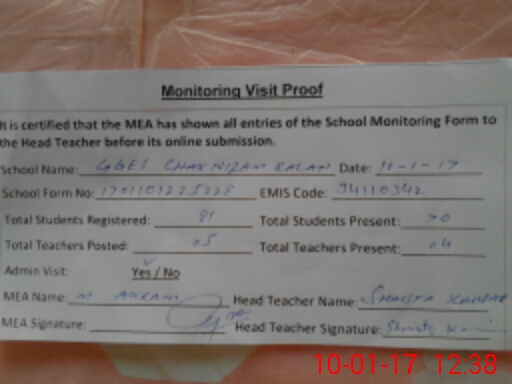 Monitoring Visit Proof
It is certified that the MEA has shown all entries of the School Monitoring Form to
the Head Teacher before its online submission.
School Name: GGES CHAK NIZAM KALAN Date: 10-1-17
School Form No: EMIS Code: 34110342
Total Students Registered: 91 Total Students Present: 70
Total Teachers Posted: 05 Total Teachers Present: 04
Admin Visit: Yes / No
MEA Name: M AKRAM Head Teacher Name: SHAISTA KAUSAR
MEA Signature: Head Teacher Signature:
10-01-17 12:38